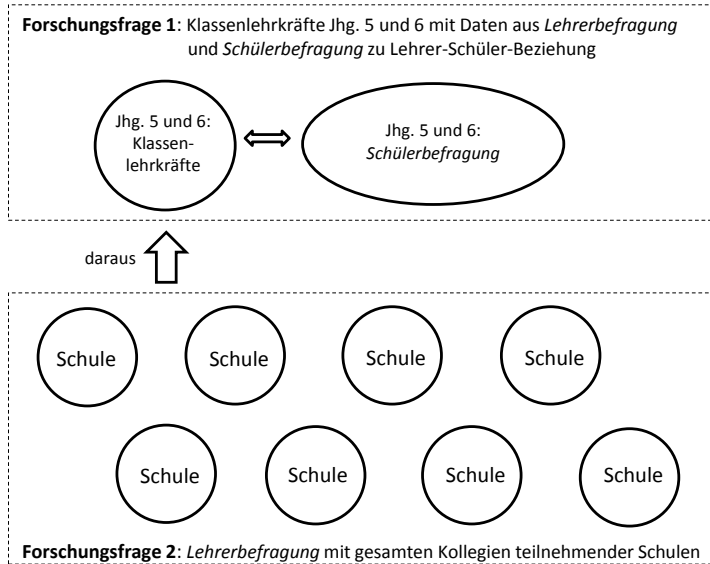 Forschungsfrage 1: Klassenlehrkräfte Jhg. 5 und 6 mit Daten aus Lehrerbefragung
und Schülerbefragung zu Lehrer-Schüler-Beziehung
Jhg. 5 und 6:
Klassen-
lehrkräfte
Jhg. 5 und 6:
Schülerbefragung
daraus
Schule
Schule
Schule
Schule
Schule
Schule
Schule
Schule
Forschungsfrage 2: Lehrerbefragung mit gesamten Kollegien teilnehmender Schulen